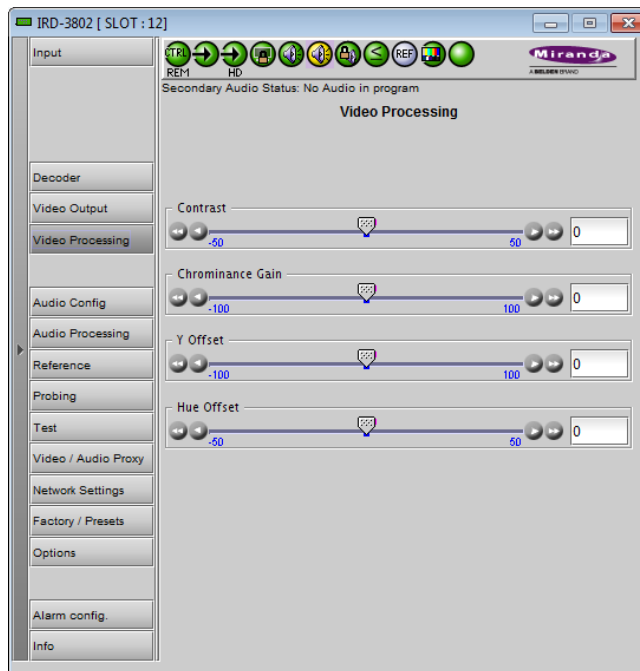 IRD-3802 [ SLOT : 12]
Input
Decoder
Video Output
Video Processing
Audio Config
Audio Processing
Reference
Probing
Test
Video / Audio Proxy
Network Settings
Factory / Presets
Options
Alarm config.
Info
CTRL
REF
REM
HD
Miranda
A BELDEN BRAND
Secondary Audio Status: No Audio in program
Video Processing
Contrast
-50
50
0
Chrominance Gain
-100
100
0
Y Offset
-100
100
0
Hue Offset
-50
50
0